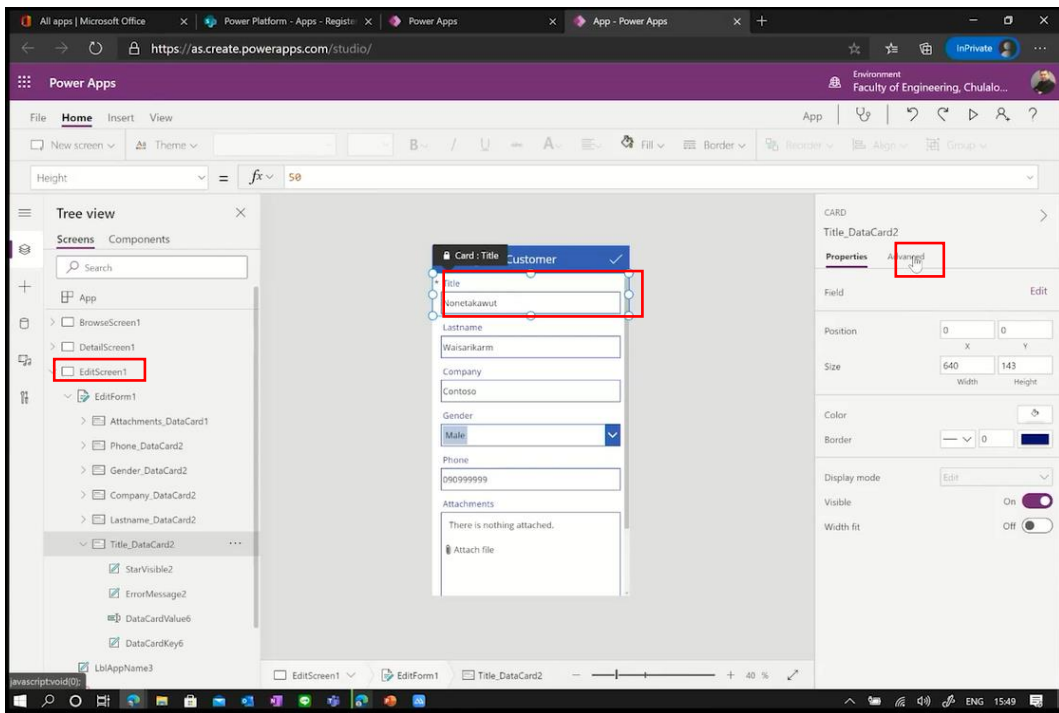 All apps | Microsoft Office
Power Platform - Apps - Registe
Power Apps
App - Power Apps
https://as.create.powerapps.com/studio/
InPrivate
Power Apps
Environment
Faculty of Engineering, Chulalo...
File Home Insert View
App
New screen
Theme
B I U A Fill Border Reorder Align Group
Height
= fx 50
Tree view
Screens Components
Search
App
BrowseScreen1
DetailScreen1
EditScreen1
EditForm1
Attachments_DataCard1
Phone_DataCard2
Gender_DataCard2
Company_DataCard2
Lastname_DataCard2
Title_DataCard2
StarVisible2
ErrorMessage2
DataCardValue6
DataCardKey6
LblAppName3
javascript:void(0);
Card : Title
Customer
* Title
Nonetakawut
Lastname
Waisarikarm
Company
Contoso
Gender
Male
Phone
090999999
Attachments
There is nothing attached.
Attach file
EditScreen1 EditForm1 Title_DataCard2
40 %
CARD
Title_DataCard2
Properties Advanced
Field Edit
Position 0 0
X Y
Size 640 143
Width Height
Color
Border 0
Display mode Edit
Visible On
Width fit Off
ENG 15:49